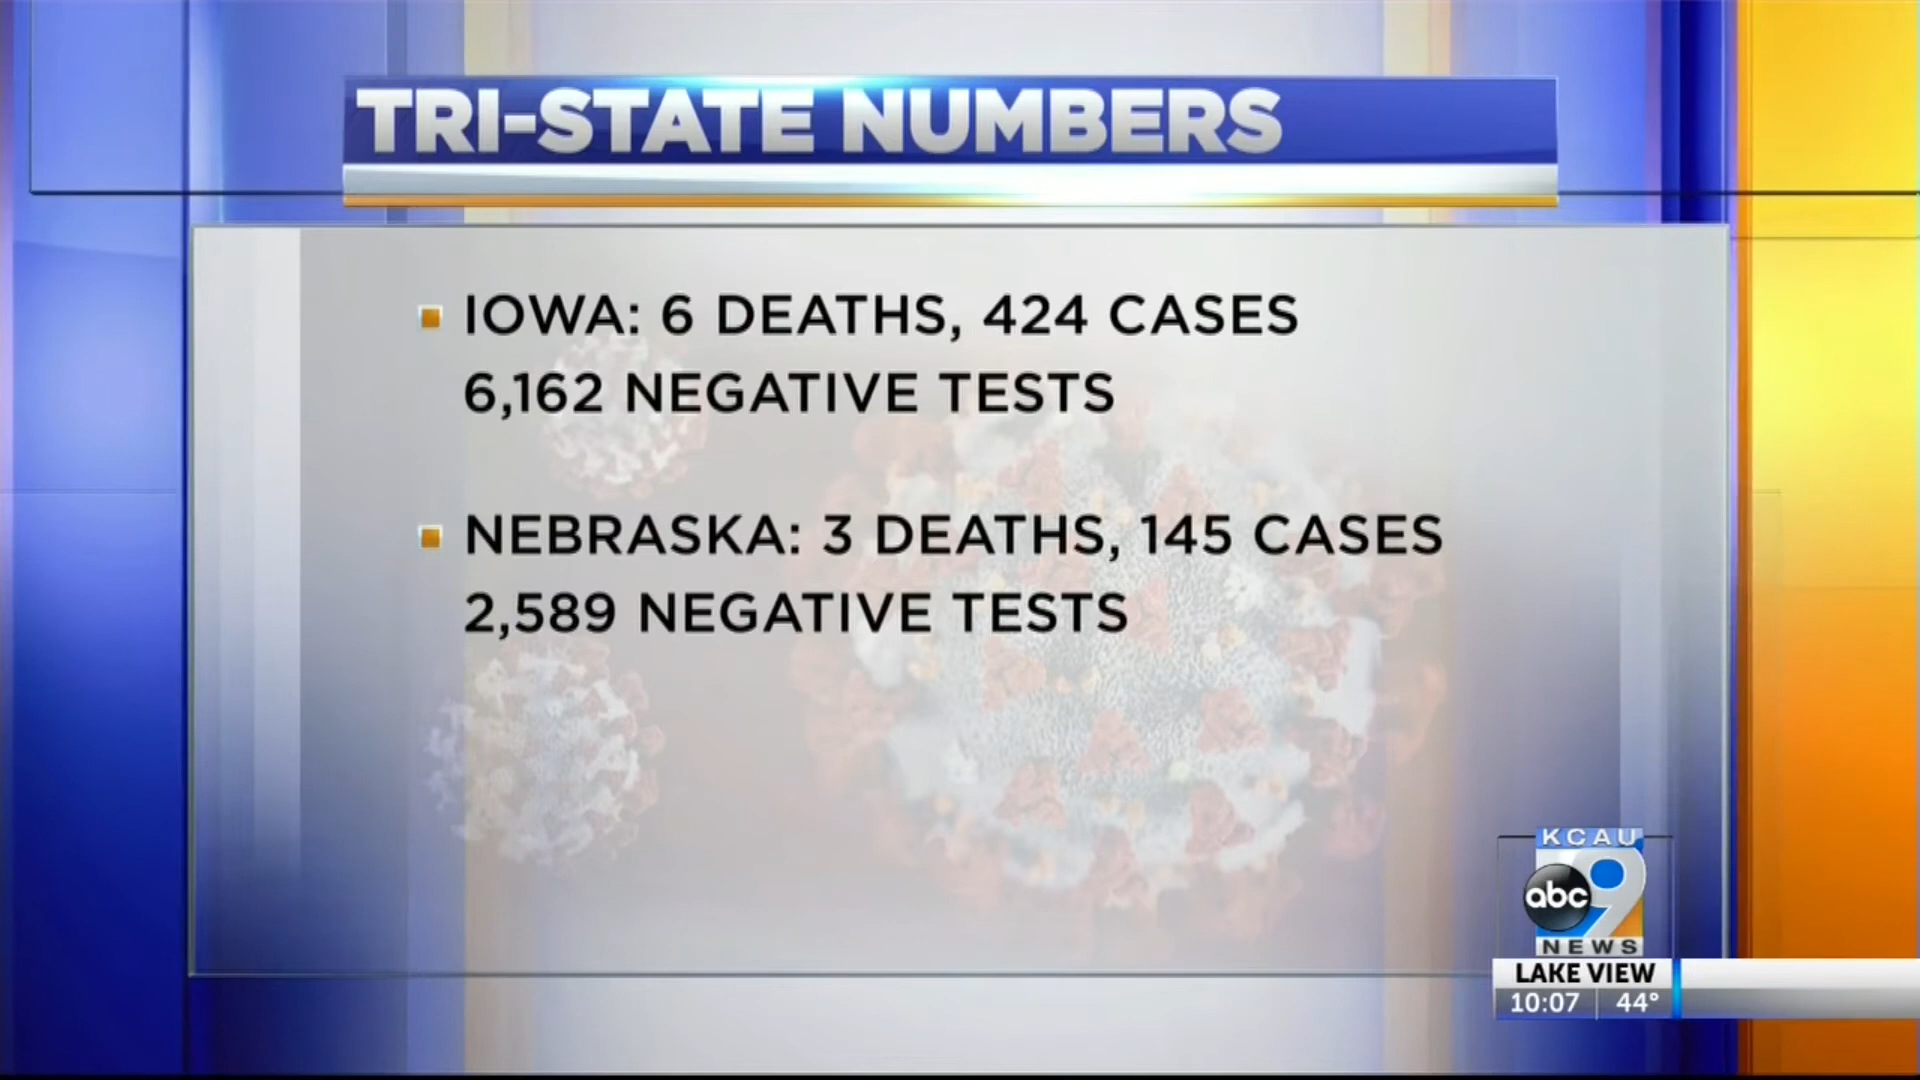 TRI-STATE NUMBERS
IOWA: 6 DEATHS, 424 CASES
6,162 NEGATIVE TESTS
NEBRASKA: 3 DEATHS, 145 CASES
2,589 NEGATIVE TESTS
KCAU
abc 9
NEWS
LAKE VIEW
10:07 44°